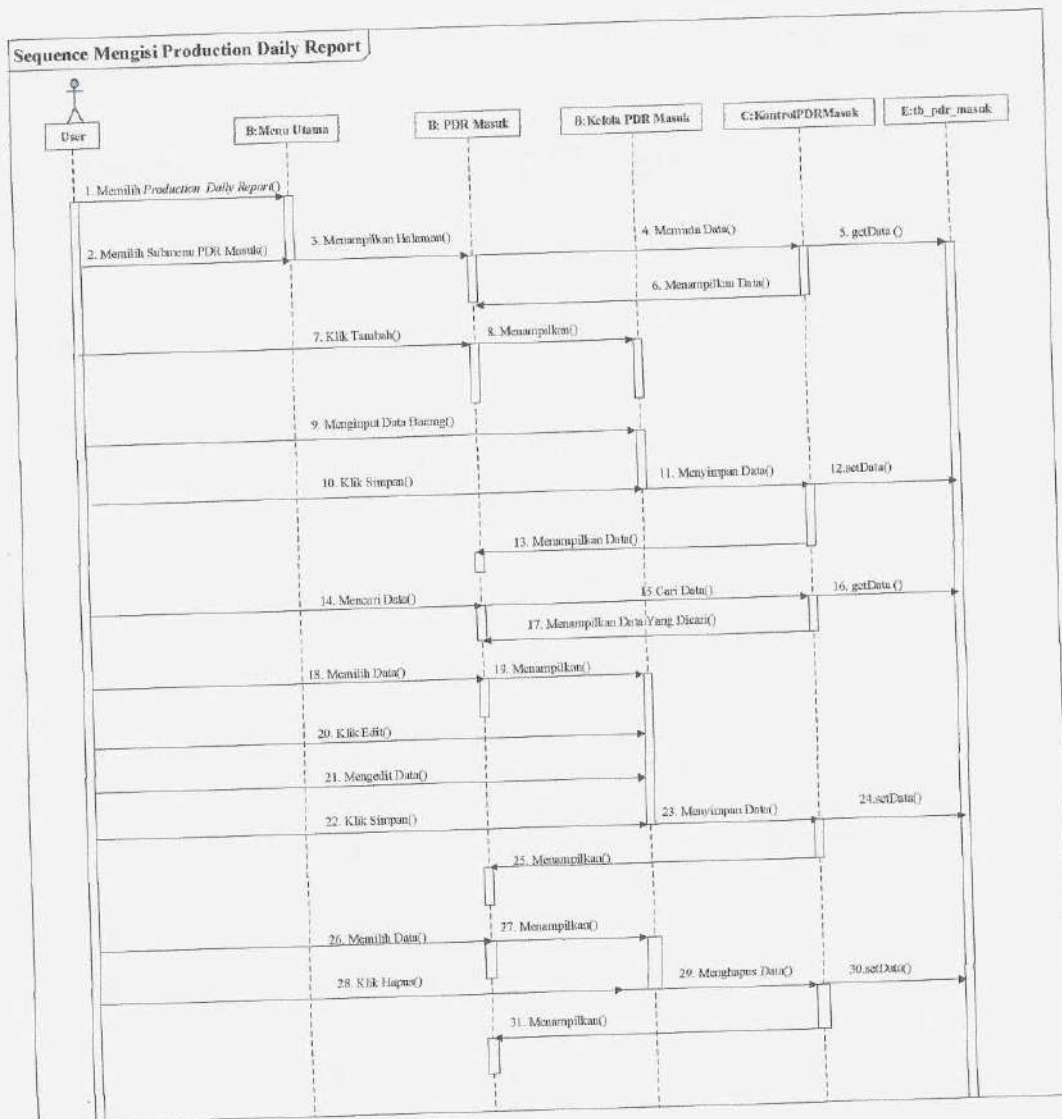 Sequence Mengisi Production Daily Report
User
B:Menu Utama
B: PDR Masuk
B:Kelola PDR Masuk
C:KontrolPDRMasuk
E:tb_pdr_masuk
1. Memilih Production Daily Report()
2. Memilih Submenu PDR Masuk()
3. Menampilkan Halaman()
4. Meminta Data()
5. getData ()
6. Menampilkan Data()
7. Klik Tambah()
8. Menampilkan()
9. Menginput Data Barang()
10. Klik Simpan()
11. Menyimpan Data()
12.setData()
13. Menampilkan Data()
14. Mencari Data()
15.Cari Data()
16. getData ()
17. Menampilkan Data Yang Dicari()
18. Memilih Data()
19. Menampilkan()
20. Klik Edit()
21. Mengedit Data()
22. Klik Simpan()
23. Menyimpan Data()
24.setData()
25. Menampilkan()
26. Memilih Data()
27. Menampilkan()
28. Klik Hapus()
29. Menghapus Data()
30.setData()
31. Menampilkan()